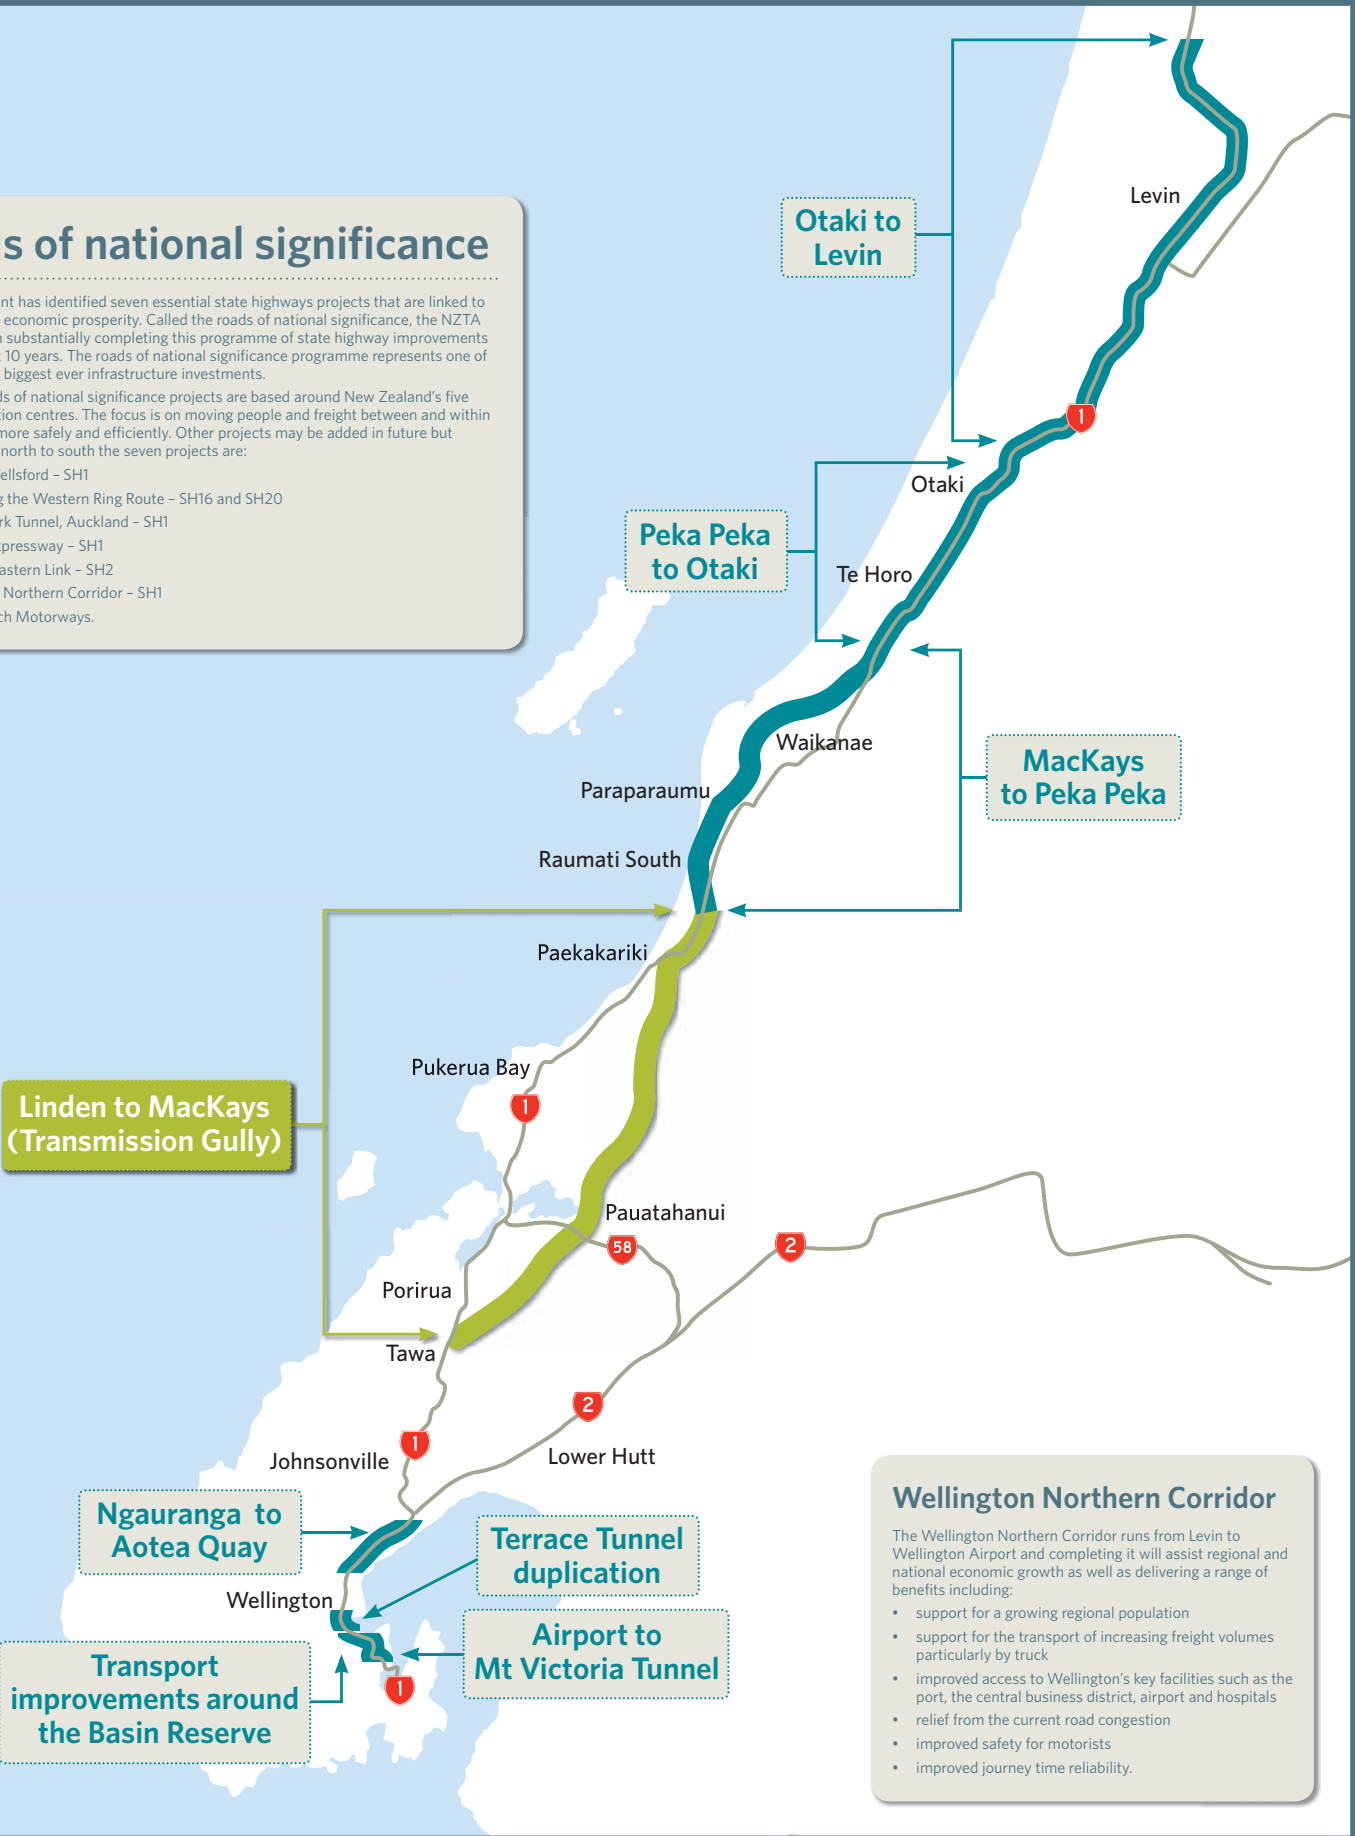 s of national significance
nt has identified seven essential state highways projects that are linked to
economic prosperity. Called the roads of national significance, the NZTA
substantially completing this programme of state highway improvements
10 years. The roads of national significance programme represents one of
biggest ever infrastructure investments.
ds of national significance projects are based around New Zealand's five
tion centres. The focus is on moving people and freight between and within
more safely and efficiently. Other projects may be added in future but
north to south the seven projects are:
ellsford – SH1
g the Western Ring Route – SH16 and SH20
rk Tunnel, Auckland – SH1
xpressway – SH1
astern Link – SH2
Northern Corridor – SH1
ch Motorways.
Levin
Otaki to
Levin
1
Otaki
Peka Peka
to Otaki
Te Horo
Waikanae
MacKays
to Peka Peka
Paraparaumu
Raumati South
Paekakariki
Pukerua Bay
1
Linden to MacKays
(Transmission Gully)
Pauatahanui
58
2
Porirua
Tawa
2
1
Johnsonville
Lower Hutt
Ngauranga to
Aotea Quay
Terrace Tunnel
duplication
Wellington
Airport to
Mt Victoria Tunnel
1
Transport
improvements around
the Basin Reserve
Wellington Northern Corridor
The Wellington Northern Corridor runs from Levin to
Wellington Airport and completing it will assist regional and
national economic growth as well as delivering a range of
benefits including:
• support for a growing regional population
• support for the transport of increasing freight volumes
particularly by truck
• improved access to Wellington's key facilities such as the
port, the central business district, airport and hospitals
• relief from the current road congestion
• improved safety for motorists
• improved journey time reliability.